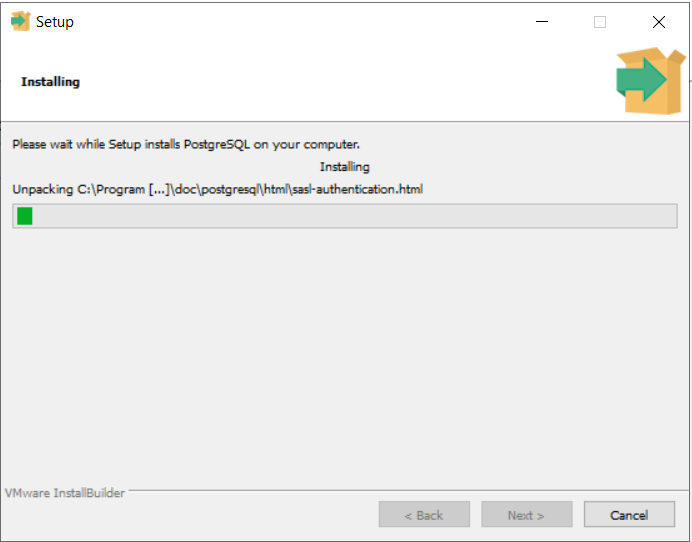 Setup
Installing
Please wait while Setup installs PostgreSQL on your computer.
Installing
Unpacking C:\Program [...]\doc\postgresql\html\sasl-authentication.html
VMware InstallBuilder
< Back
Next >
Cancel